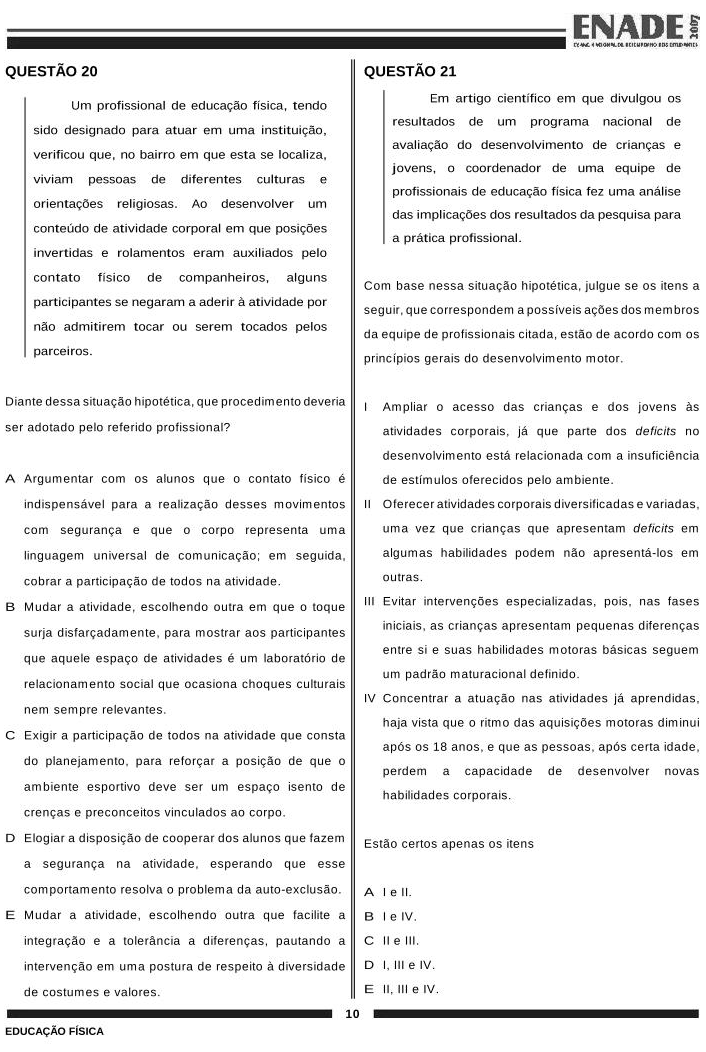 ENADE 2007
EXAME NACIONAL DE DESEMPENHO DOS ESTUDANTES
QUESTÃO 20
Um profissional de educação física, tendo
sido designado para atuar em uma instituição,
verificou que, no bairro em que esta se localiza,
viviam pessoas de diferentes culturas e
orientações religiosas. Ao desenvolver um
conteúdo de atividade corporal em que posições
invertidas e rolamentos eram auxiliados pelo
contato físico de companheiros, alguns
participantes se negaram a aderir à atividade por
não admitirem tocar ou serem tocados pelos
parceiros.
Diante dessa situação hipotética, que procedimento deveria
ser adotado pelo referido profissional?
A Argumentar com os alunos que o contato físico é
indispensável para a realização desses movimentos
com segurança e que o corpo representa uma
linguagem universal de comunicação; em seguida,
cobrar a participação de todos na atividade.
B Mudar a atividade, escolhendo outra em que o toque
surja disfarçadamente, para mostrar aos participantes
que aquele espaço de atividades é um laboratório de
relacionamento social que ocasiona choques culturais
nem sempre relevantes.
C Exigir a participação de todos na atividade que consta
do planejamento, para reforçar a posição de que o
ambiente esportivo deve ser um espaço isento de
crenças e preconceitos vinculados ao corpo.
D Elogiar a disposição de cooperar dos alunos que fazem
a segurança na atividade, esperando que esse
comportamento resolva o problema da auto-exclusão.
E Mudar a atividade, escolhendo outra que facilite a
integração e a tolerância a diferenças, pautando a
intervenção em uma postura de respeito à diversidade
de costumes e valores.
QUESTÃO 21
Em artigo científico em que divulgou os
resultados de um programa nacional de
avaliação do desenvolvimento de crianças e
jovens, o coordenador de uma equipe de
profissionais de educação física fez uma análise
das implicações dos resultados da pesquisa para
a prática profissional.
Com base nessa situação hipotética, julgue se os itens a
seguir, que correspondem a possíveis ações dos membros
da equipe de profissionais citada, estão de acordo com os
princípios gerais do desenvolvimento motor.
I Ampliar o acesso das crianças e dos jovens às
atividades corporais, já que parte dos deficits no
desenvolvimento está relacionada com a insuficiência
de estímulos oferecidos pelo ambiente.
II Oferecer atividades corporais diversificadas e variadas,
uma vez que crianças que apresentam deficits em
algumas habilidades podem não apresentá-los em
outras.
III Evitar intervenções especializadas, pois, nas fases
iniciais, as crianças apresentam pequenas diferenças
entre si e suas habilidades motoras básicas seguem
um padrão maturacional definido.
IV Concentrar a atuação nas atividades já aprendidas,
haja vista que o ritmo das aquisições motoras diminui
após os 18 anos, e que as pessoas, após certa idade,
perdem a capacidade de desenvolver novas
habilidades corporais.
Estão certos apenas os itens
A I e II.
B I e IV.
C II e III.
D I, III e IV.
E II, III e IV.
10
EDUCAÇÃO FÍSICA